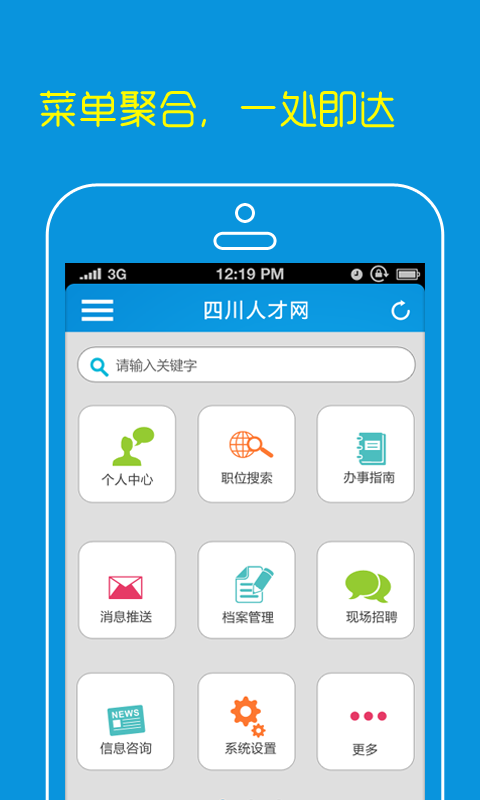 菜单聚合，一处即达
3G 12:19 PM
四川人才网
请输入关键字
个人中心 职位搜索 办事指南
消息推送 档案管理 现场招聘
NEWS
信息咨询 系统设置 更多